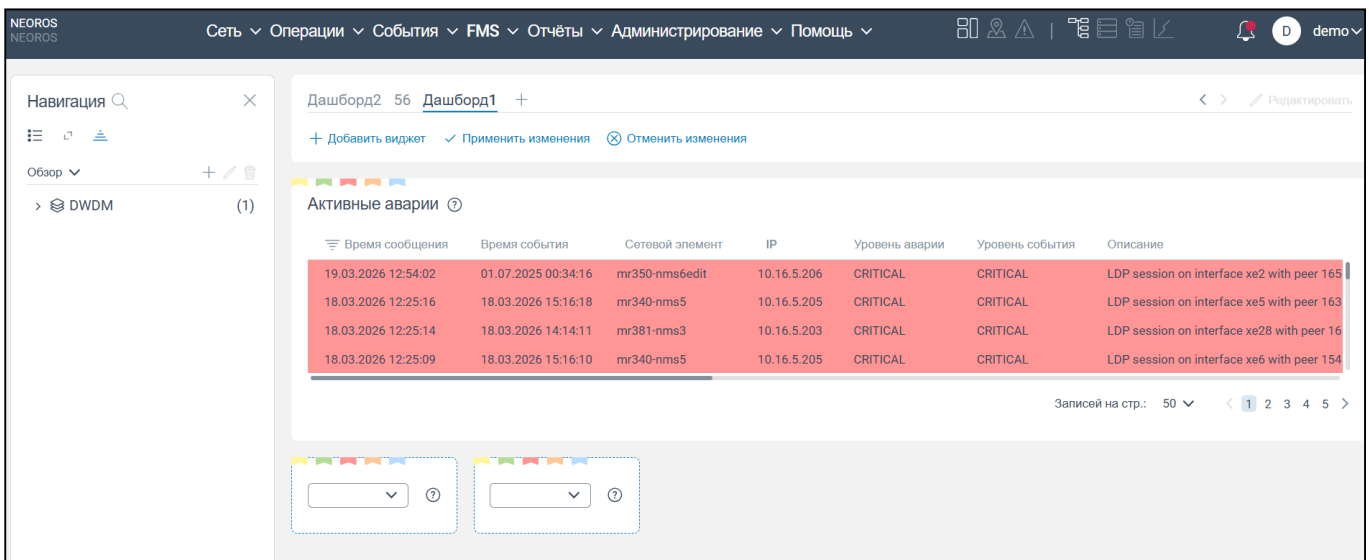 NEOROS
NEOROS
Сеть Операции События FMS Отчёты Администрирование Помощь
D demo
Навигация
Обзор
DWDM (1)
Дашборд2 56 Дашборд1 +
Редактировать
+ Добавить виджет Применить изменения Отменить изменения
Активные аварии ?
Время сообщения Время события Сетевой элемент IP Уровень аварии Уровень события Описание
19.03.2026 12:54:02 01.07.2025 00:34:16 mr350-nms6edit 10.16.5.206 CRITICAL CRITICAL LDP session on interface xe2 with peer 165
18.03.2026 12:25:16 18.03.2026 15:16:18 mr340-nms5 10.16.5.205 CRITICAL CRITICAL LDP session on interface xe5 with peer 163
18.03.2026 12:25:14 18.03.2026 14:14:11 mr381-nms3 10.16.5.203 CRITICAL CRITICAL LDP session on interface xe28 with peer 16
18.03.2026 12:25:09 18.03.2026 15:16:10 mr340-nms5 10.16.5.205 CRITICAL CRITICAL LDP session on interface xe6 with peer 154
Записей на стр.: 50 < 1 2 3 4 5 >
? ?